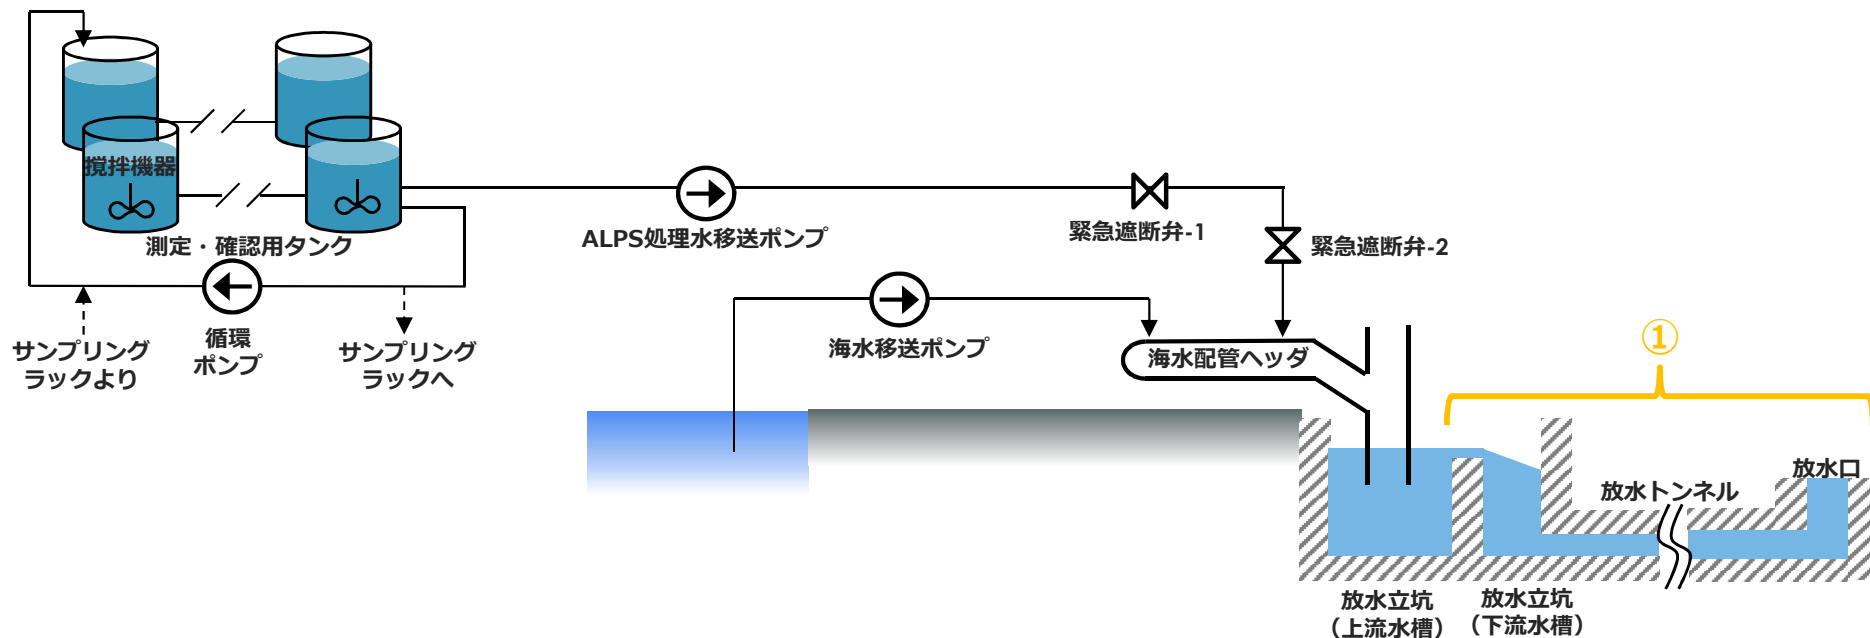 撹拌機器
測定・確認用タンク
循環
ポンプ
サンプリング
ラックより
サンプリング
ラックへ
ALPS処理水移送ポンプ
緊急遮断弁-1
緊急遮断弁-2
海水移送ポンプ
海水配管ヘッダ
①
放水口
放水トンネル
放水立坑
（上流水槽）
放水立坑
（下流水槽）